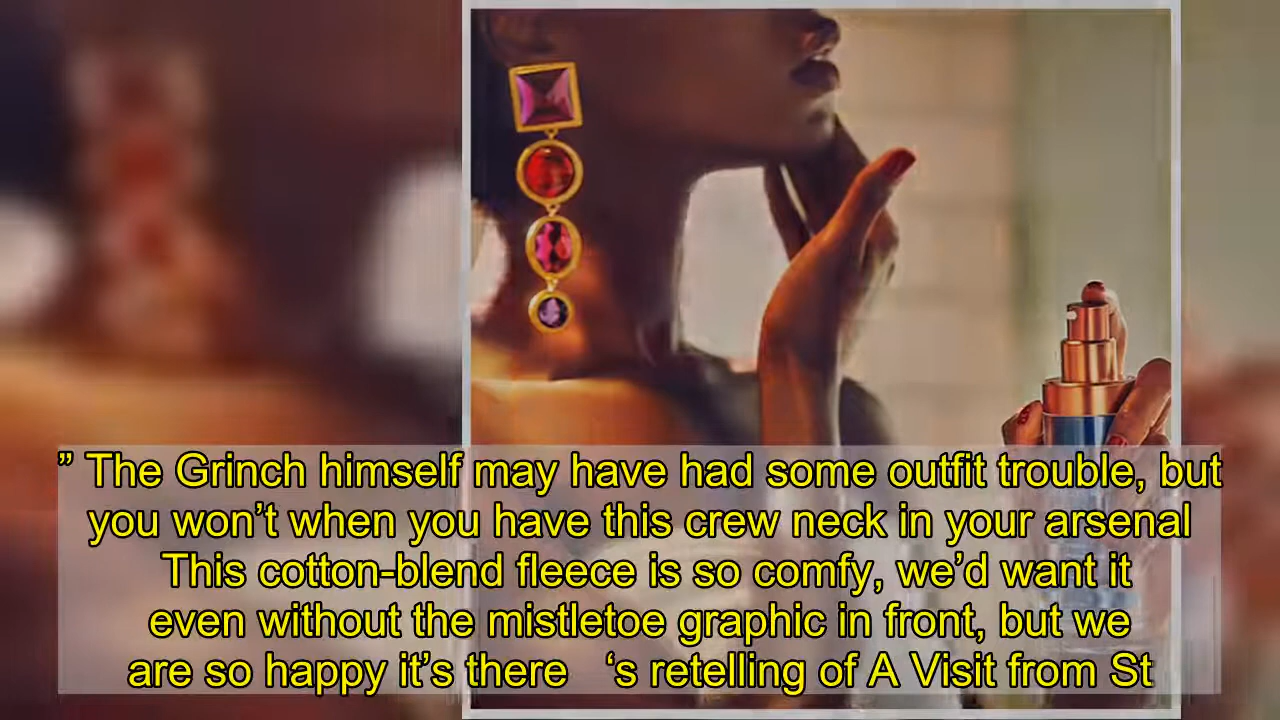 ” The Grinch himself may have had some outfit trouble, but
you won’t when you have this crew neck in your arsenal
This cotton-blend fleece is so comfy, we’d want it
even without the mistletoe graphic in front, but we
are so happy it’s there ‘s retelling of A Visit from St